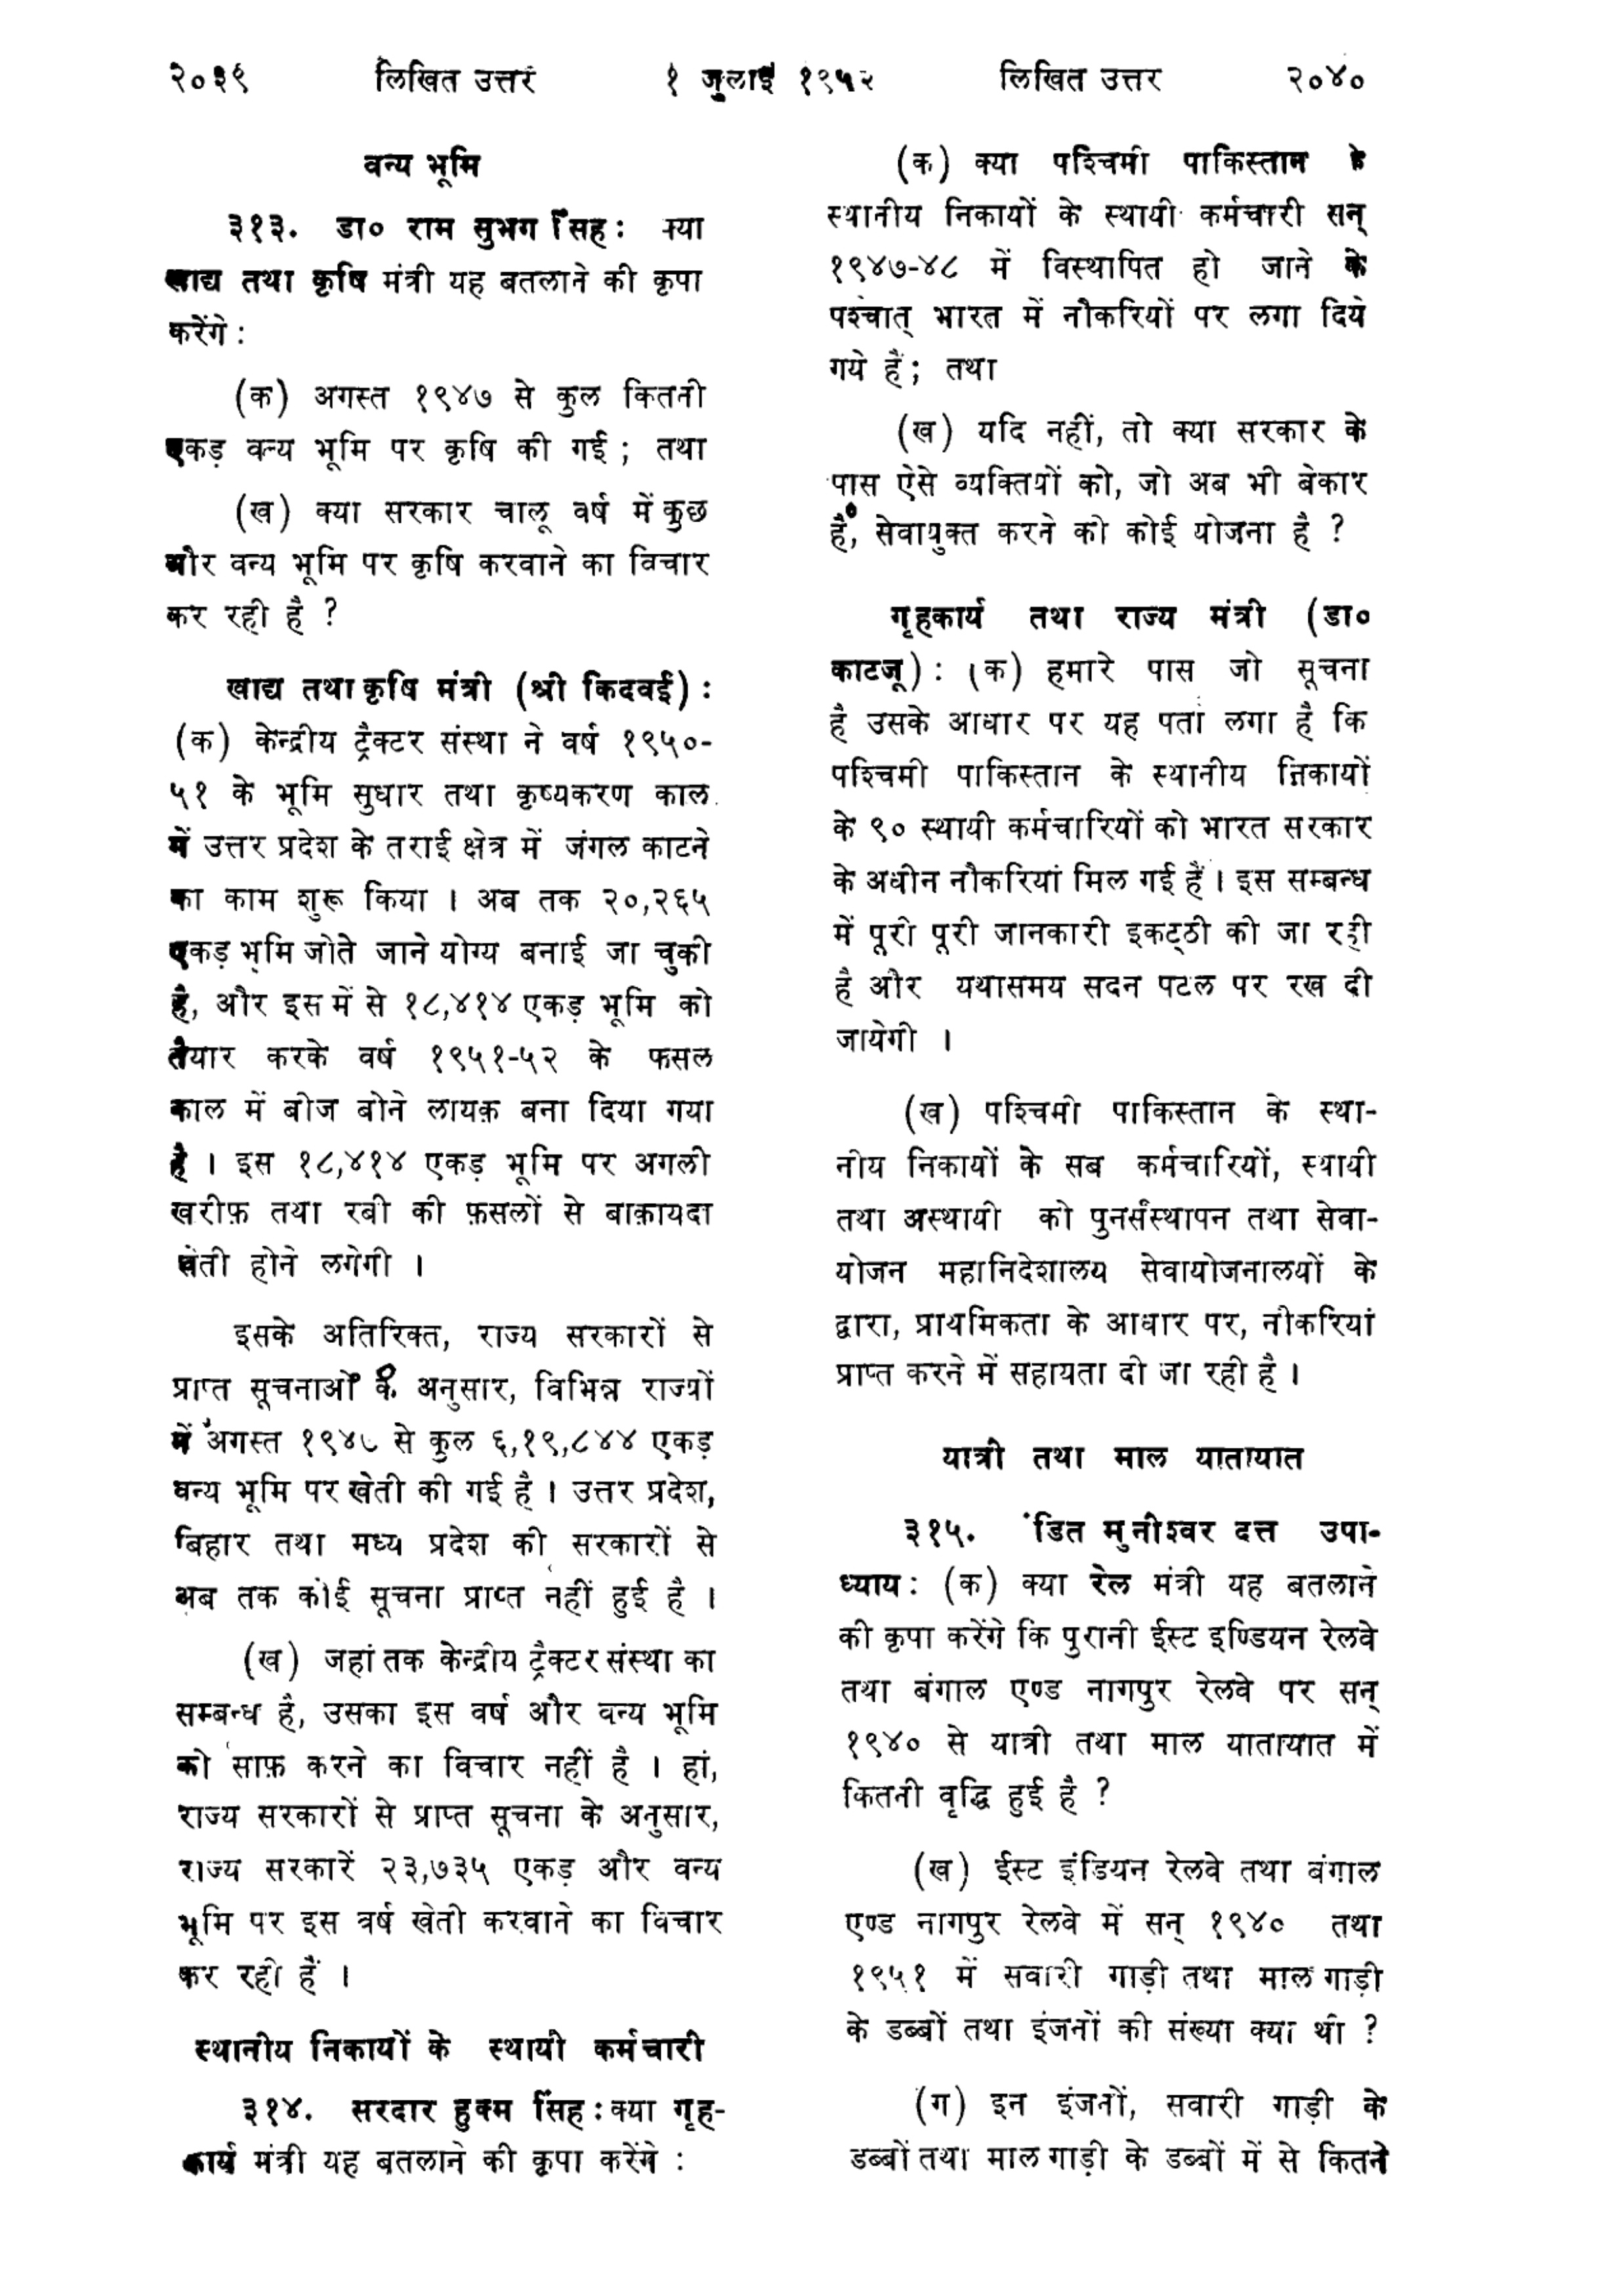 २०३९ लिखित उत्तर १ जुलाई १९५२ लिखित उत्तर २०४०
वन्य भूमि
३१३. डा० राम सुभग सिंह : क्या
खाद्य तथा कृषि मंत्री यह बतलाने की कृपा
करेंगे :
(क) अगस्त १९४७ से कुल कितनी
एकड़ वन्य भूमि पर कृषि की गई ; तथा
(ख) क्या सरकार चालू वर्ष में कुछ
और वन्य भूमि पर कृषि करवाने का विचार
कर रही है ?
खाद्य तथा कृषि मंत्री (श्री किदवई) :
(क) केन्द्रीय ट्रैक्टर संस्था ने वर्ष १९५०-
५१ के भूमि सुधार तथा कृष्यकरण काल
में उत्तर प्रदेश के तराई क्षेत्र में जंगल काटने
का काम शुरू किया । अब तक २०,२६५
एकड़ भूमि जोते जाने योग्य बनाई जा चुकी
है, और इस में से १८,४१४ एकड़ भूमि को
तैयार करके वर्ष १९५१-५२ के फसल
काल में बीज बोने लायक़ बना दिया गया
है । इस १८,४१४ एकड़ भूमि पर अगली
खरीफ़ तथा रबी की फ़सलों से बाक़ायदा
खेती होने लगेगी ।
इसके अतिरिक्त, राज्य सरकारों से
प्राप्त सूचनाओं के अनुसार, विभिन्न राज्यों
में अगस्त १९४७ से कुल ६,१९,८४४ एकड़
वन्य भूमि पर खेती की गई है । उत्तर प्रदेश,
बिहार तथा मध्य प्रदेश की सरकारों से
अब तक कोई सूचना प्राप्त नहीं हुई है ।
(ख) जहां तक केन्द्रीय ट्रैक्टर संस्था का
सम्बन्ध है, उसका इस वर्ष और वन्य भूमि
को साफ़ करने का विचार नहीं है । हां,
राज्य सरकारों से प्राप्त सूचना के अनुसार,
राज्य सरकारें २३,७३५ एकड़ और वन्य
भूमि पर इस वर्ष खेती करवाने का विचार
कर रही हैं ।
स्थानीय निकायों के स्थायी कर्मचारी
३१४. सरदार हुक्म सिंह : क्या गृह-
कार्य मंत्री यह बतलाने की कृपा करेंगे :
(क) क्या पश्चिमी पाकिस्तान के
स्थानीय निकायों के स्थायी कर्मचारी सन्
१९४७-४८ में विस्थापित हो जाने के
पश्चात् भारत में नौकरियों पर लगा दिये
गये हैं ; तथा
(ख) यदि नहीं, तो क्या सरकार के
पास ऐसे व्यक्तियों को, जो अब भी बेकार
हैं, सेवायुक्त करने को कोई योजना है ?
गृहकार्य तथा राज्य मंत्री (डा०
काटजू) : (क) हमारे पास जो सूचना
है उसके आधार पर यह पता लगा है कि
पश्चिमी पाकिस्तान के स्थानीय निकायों
के ९० स्थायी कर्मचारियों को भारत सरकार
के अधीन नौकरियां मिल गई हैं । इस सम्बन्ध
में पूरी पूरी जानकारी इकट्ठी की जा रही
है और यथासमय सदन पटल पर रख दी
जायेगी ।
(ख) पश्चिमी पाकिस्तान के स्था-
नीय निकायों के सब कर्मचारियों, स्थायी
तथा अस्थायी को पुनर्संस्थापन तथा सेवा-
योजन महानिदेशालय सेवायोजनालयों के
द्वारा, प्राथमिकता के आधार पर, नौकरियां
प्राप्त करने में सहायता दी जा रही है ।
यात्री तथा माल यातायात
३१५. ंडित मुनीश्वर दत्त उपा-
ध्याय : (क) क्या रेल मंत्री यह बतलाने
की कृपा करेंगे कि पुरानी ईस्ट इण्डियन रेलवे
तथा बंगाल एण्ड नागपुर रेलवे पर सन्
१९४० से यात्री तथा माल यातायात में
कितनी वृद्धि हुई है ?
(ख) ईस्ट इंडियन रेलवे तथा बंगाल
एण्ड नागपुर रेलवे में सन् १९४० तथा
१९५१ में सवारी गाड़ी तथा माल गाड़ी
के डब्बों तथा इंजनों की संख्या क्या थी ?
(ग) इन इंजनों, सवारी गाड़ी के
डब्बों तथा माल गाड़ी के डब्बों में से कितने